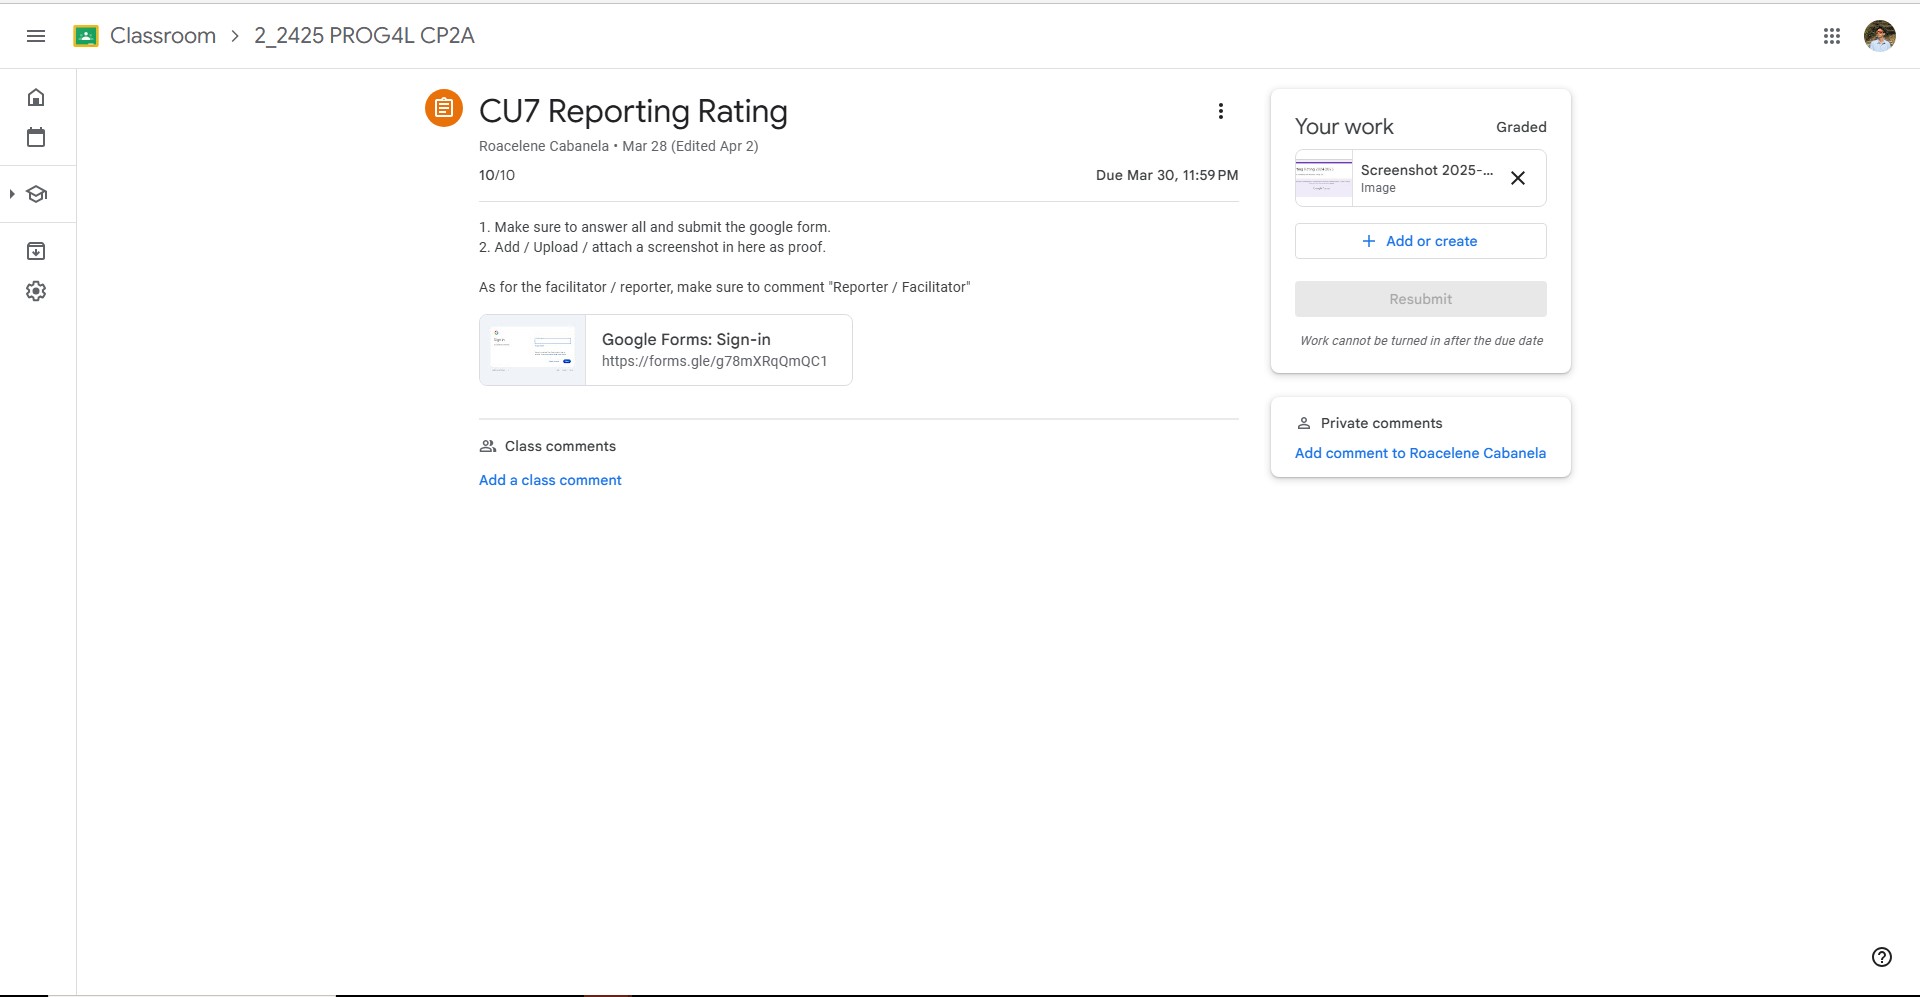 Classroom > 2_2425 PROG4L CP2A
CU7 Reporting Rating
Roacelene Cabanela • Mar 28 (Edited Apr 2)
10/10
Due Mar 30, 11:59 PM
1. Make sure to answer all and submit the google form.
2. Add / Upload / attach a screenshot in here as proof.
As for the facilitator / reporter, make sure to comment "Reporter / Facilitator"
Google Forms: Sign-in
https://forms.gle/g78mXRqQmQC1
Class comments
Add a class comment
Your work
Graded
Screenshot 2025-...
Image
+ Add or create
Resubmit
Work cannot be turned in after the due date
Private comments
Add comment to Roacelene Cabanela